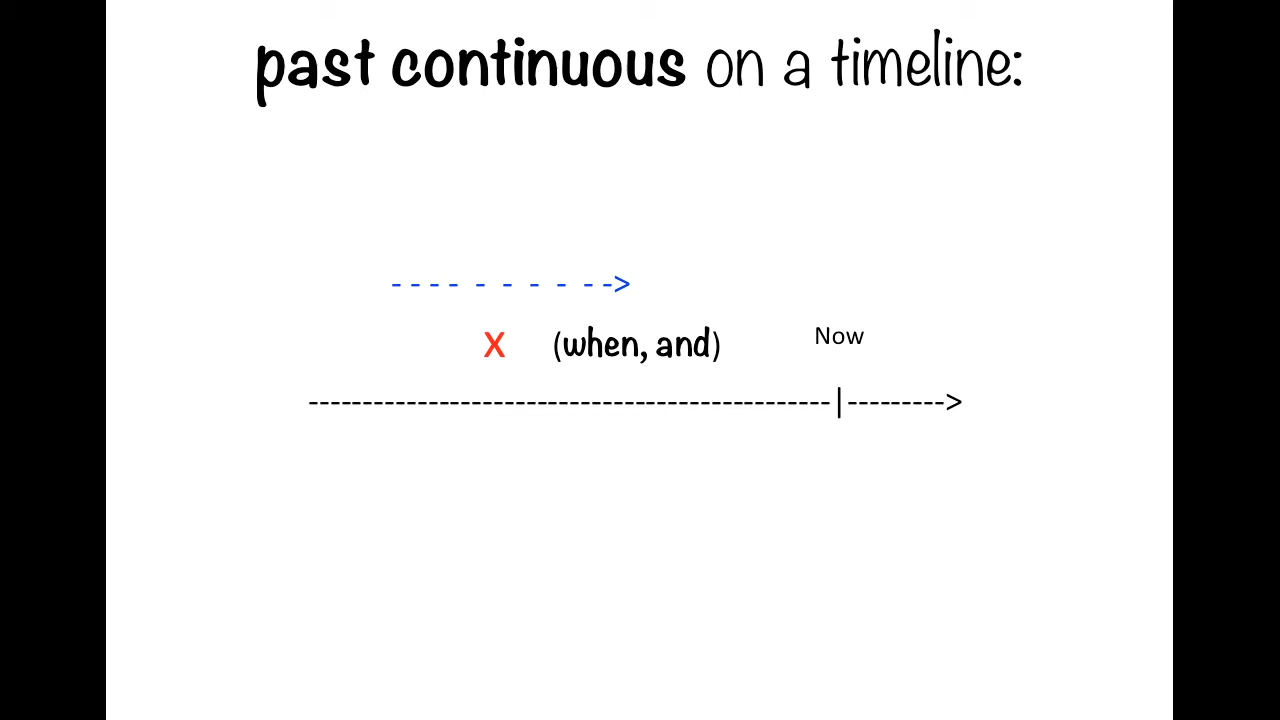 past continuous on a timeline:
- - - - - - - - - -->
X (when, and) Now
------------------------------------------------|--------->